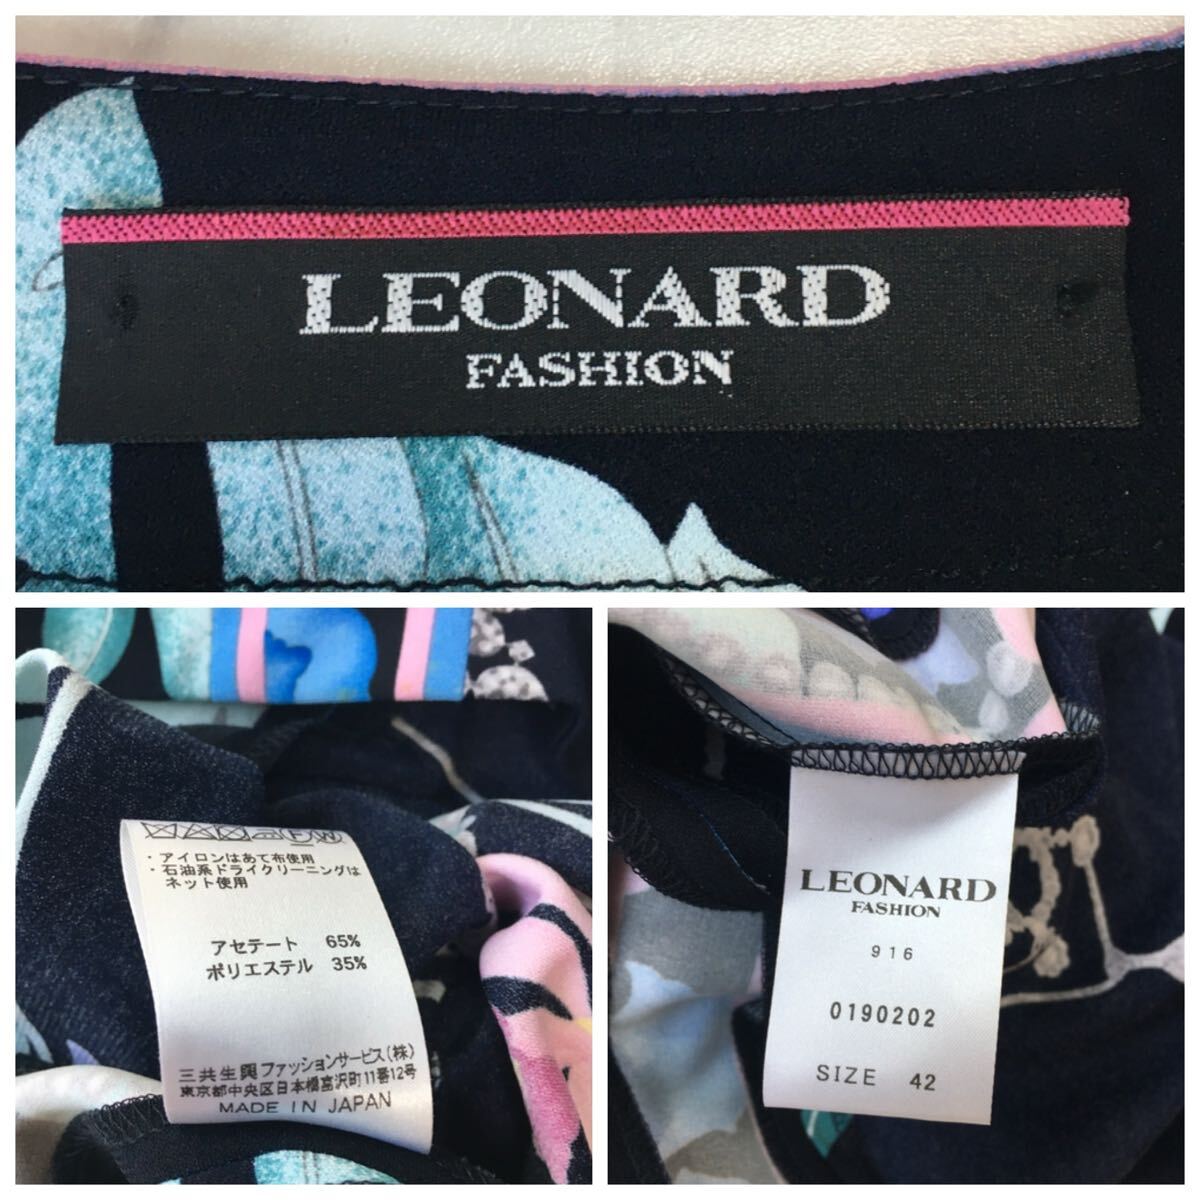 LEONARD
FASHION
・アイロンはあて布使用
・石油系ドライクリーニングは
ネット使用
アセテート 65%
ポリエステル 35%
三共生興ファッションサービス(株)
東京都中央区日本橋富沢町11番12号
MADE IN JAPAN
LEONARD
FASHION
916
0190202
SIZE 42